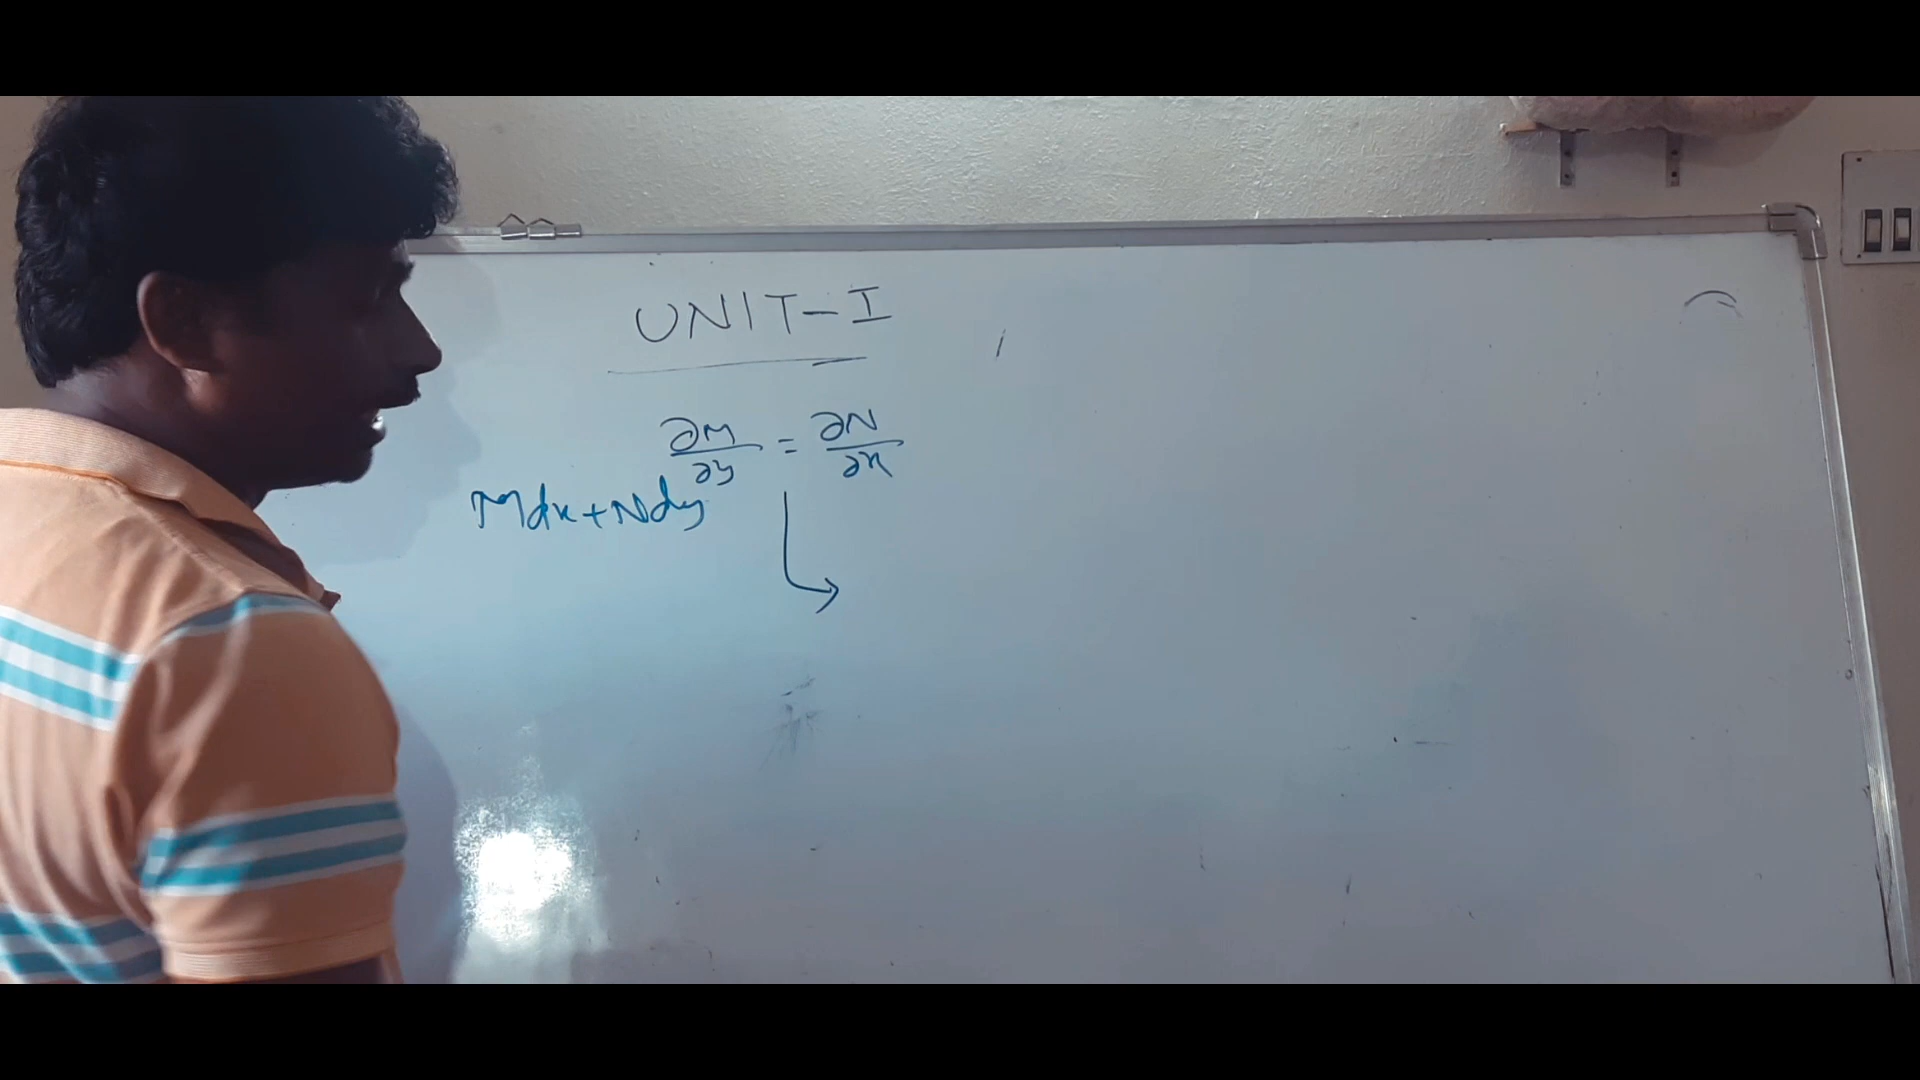 UNIT-I
∂M/∂y = ∂N/∂x
Mdx+Ndy